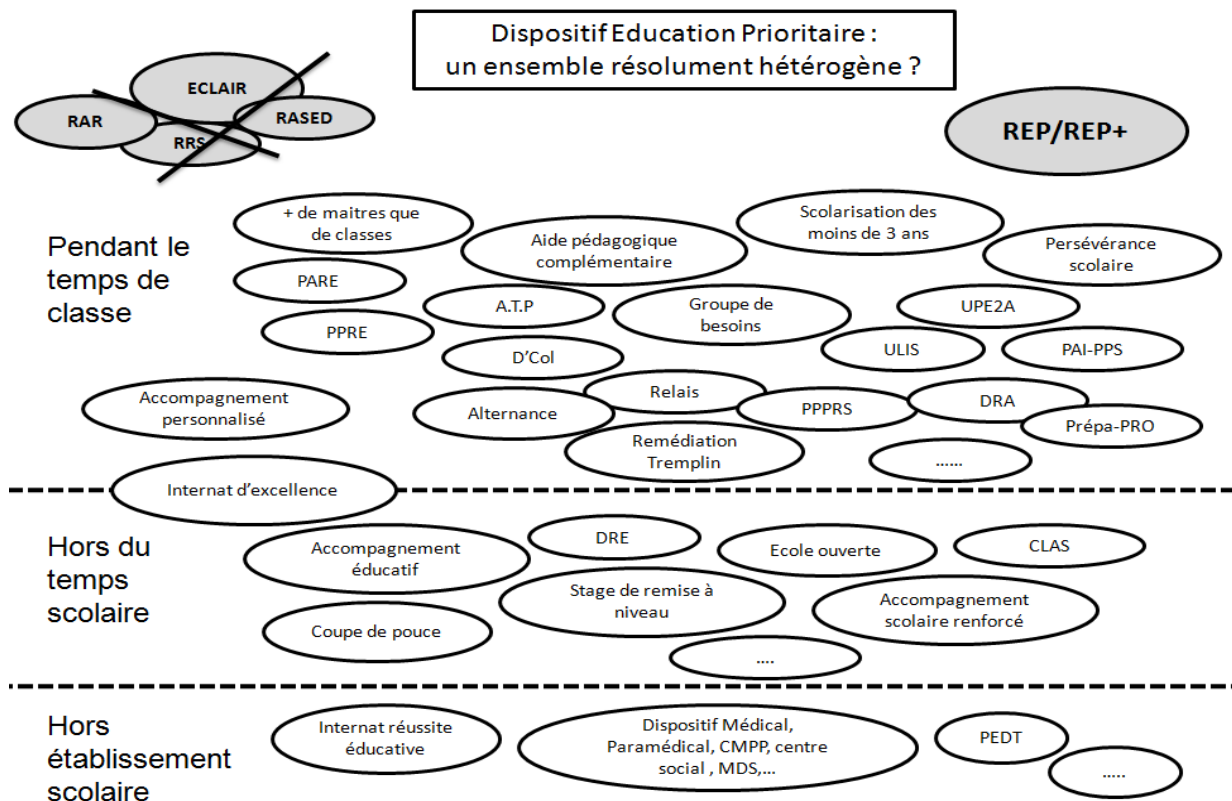 Dispositif Education Prioritaire :
un ensemble résolument hétérogène ?
ECLAIR
RAR
RASED
RRS
REP/REP+
Pendant le
temps de
classe
+ de maitres que
de classes
Aide pédagogique
complémentaire
Scolarisation des
moins de 3 ans
Persévérance
scolaire
PARE
A.T.P
Groupe de
besoins
UPE2A
PPRE
D'Col
ULIS
PAI-PPS
Accompagnement
personnalisé
Alternance
Relais
PPPRS
DRA
Prépa-PRO
Remédiation
Tremplin
......
Internat d'excellence
Hors du
temps
scolaire
Accompagnement
éducatif
DRE
Ecole ouverte
CLAS
Stage de remise à
niveau
Accompagnement
scolaire renforcé
Coupe de pouce
....
Hors
établissement
scolaire
Internat réussite
éducative
Dispositif Médical,
Paramédical, CMPP, centre
social , MDS,...
PEDT
.....